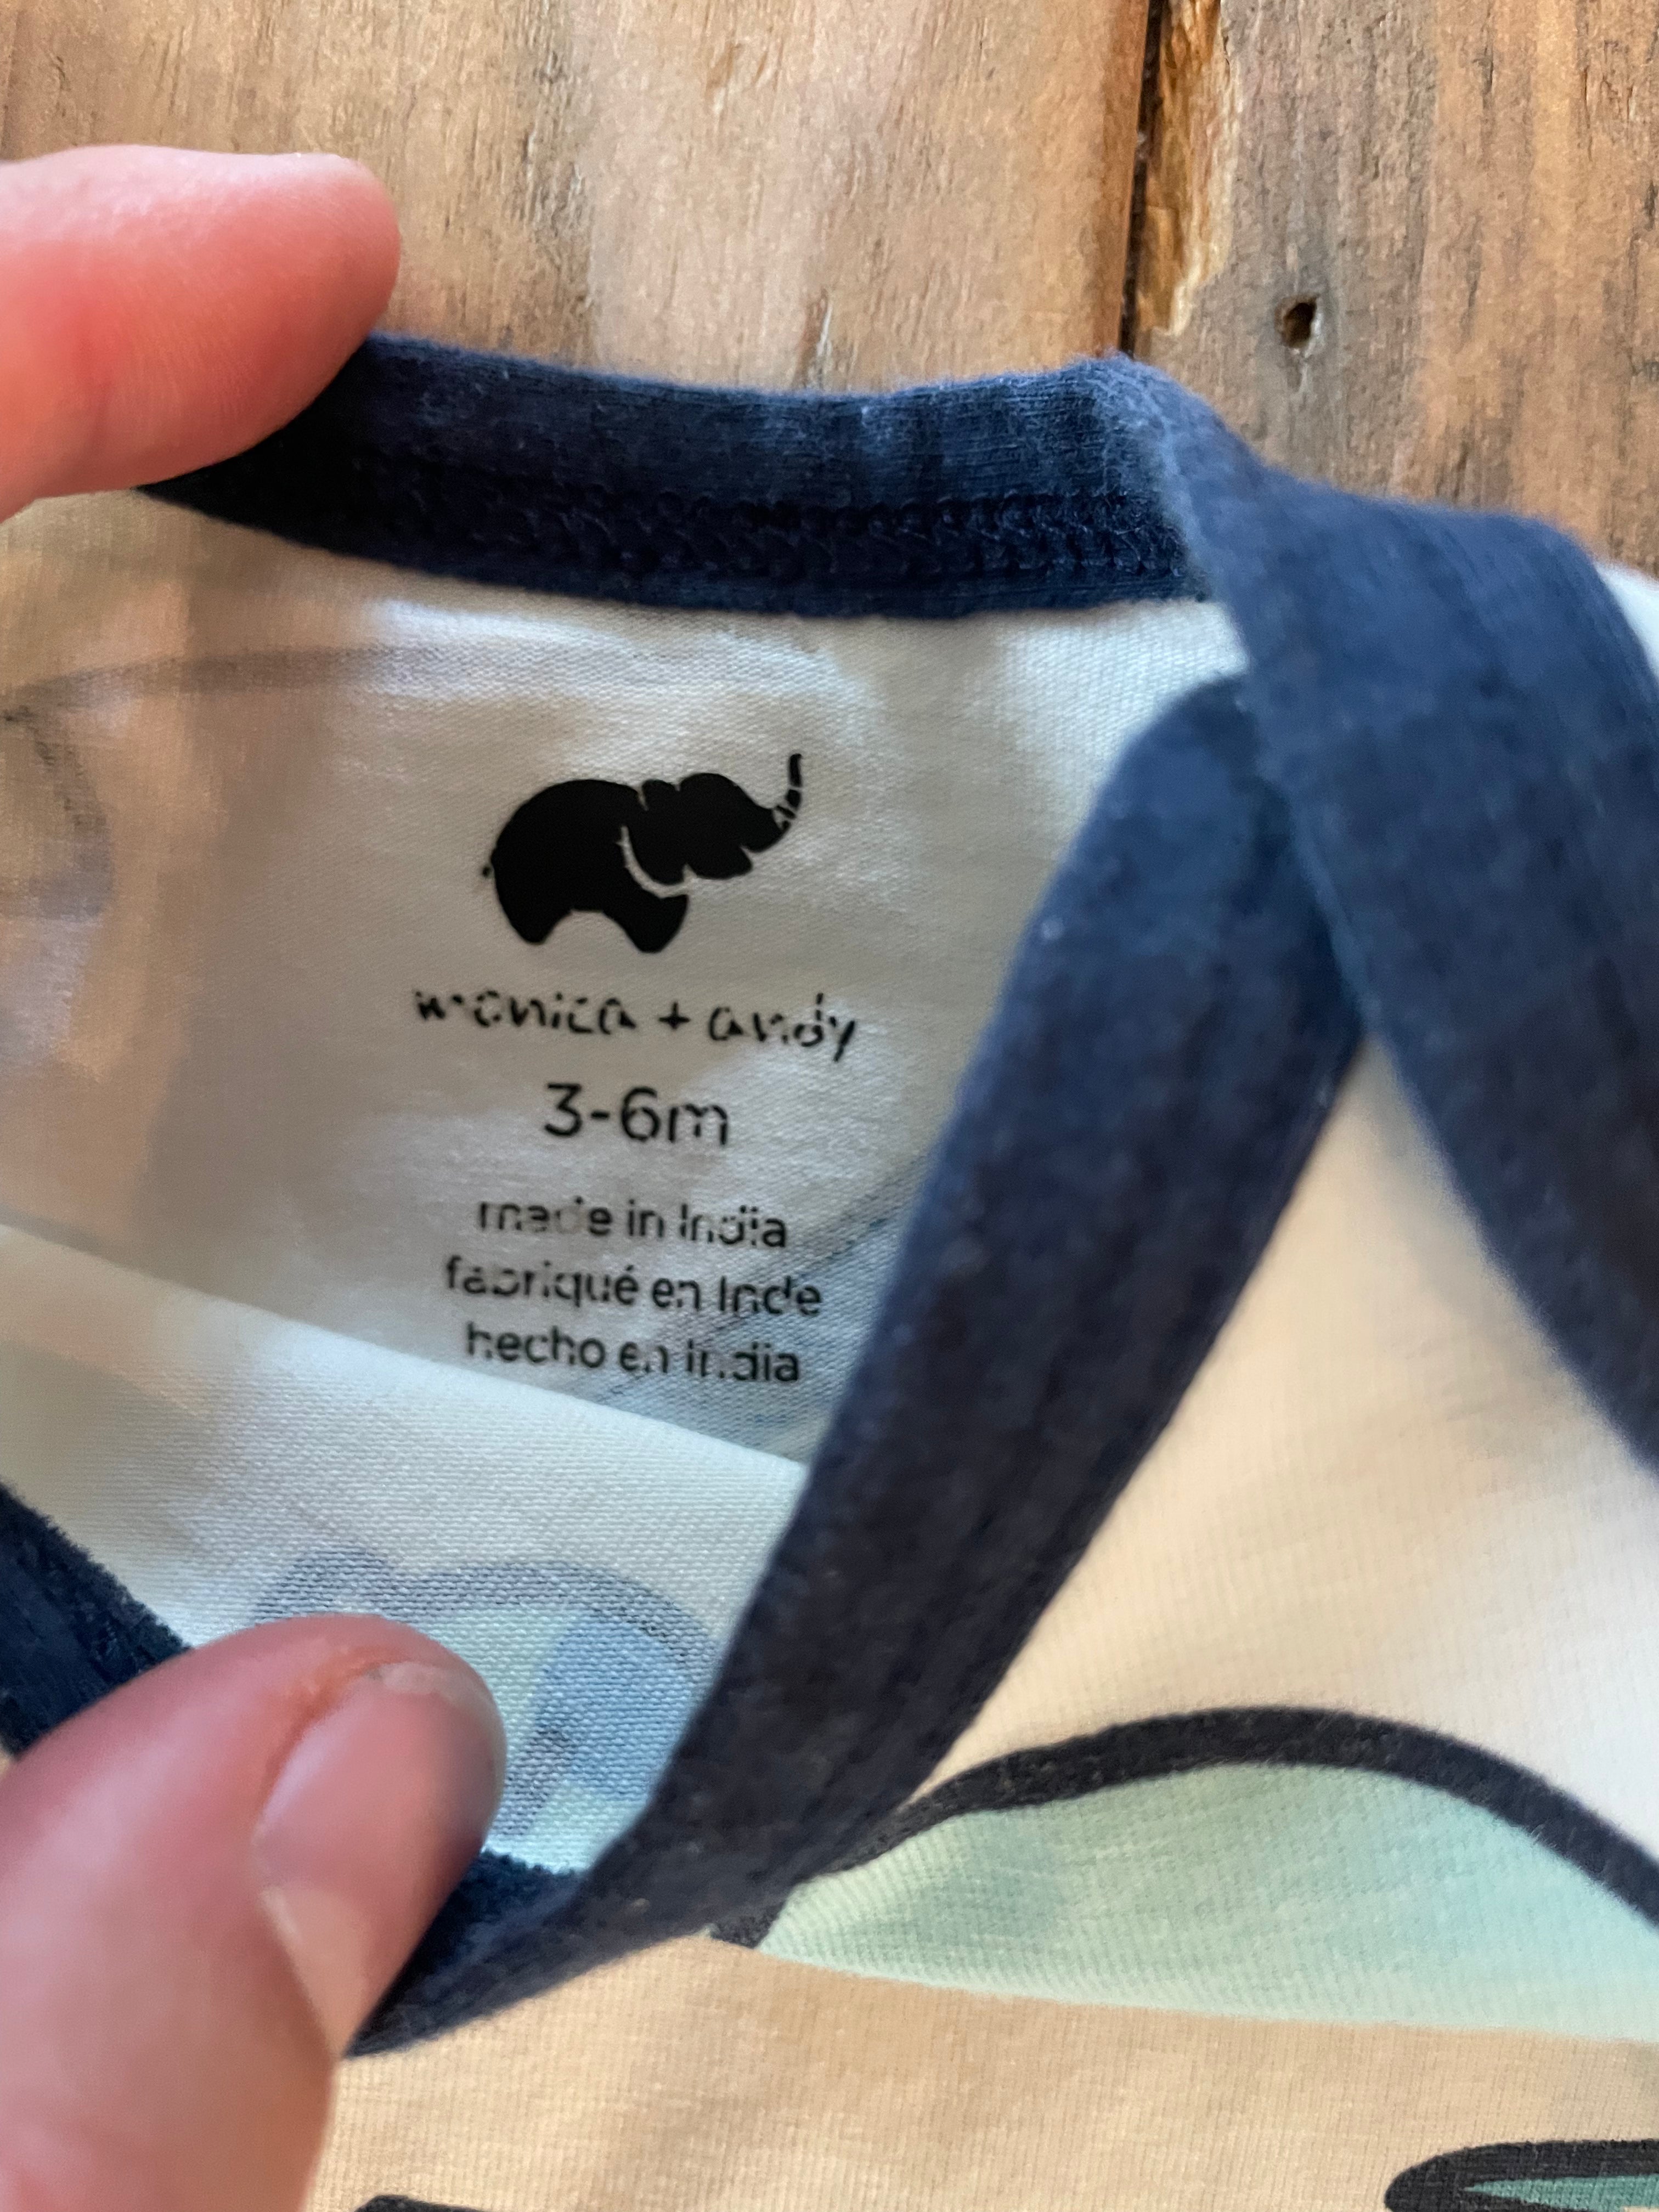 monica + andy
3-6m
made in India
fabriqué en Inde
hecho en india